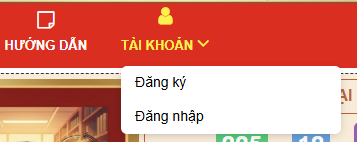 HƯỚNG DẪN
TÀI KHOẢN
Đăng ký
Đăng nhập